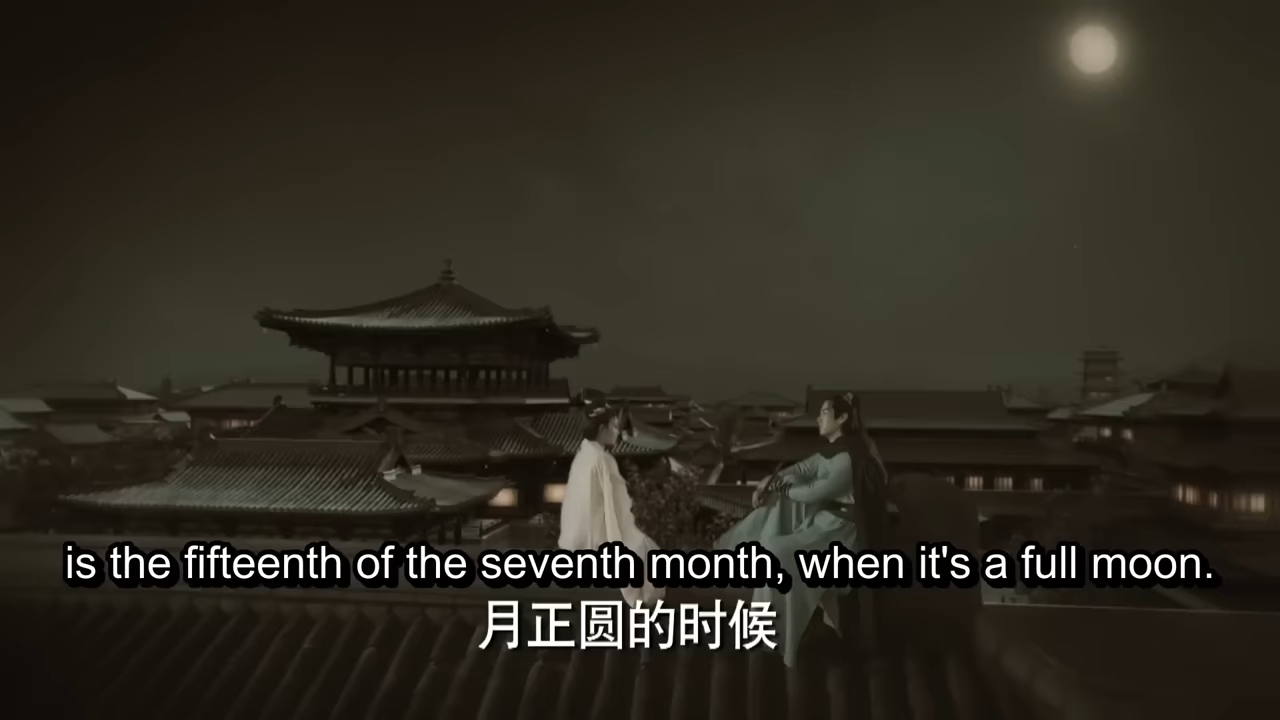 is the fifteenth of the seventh month, when it's a full moon.
月正圆的时候